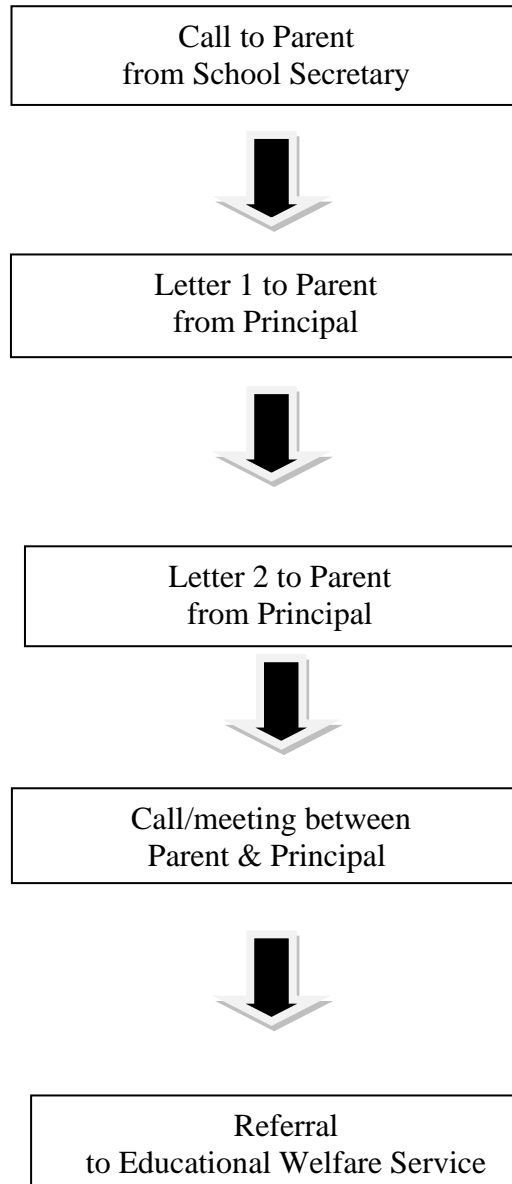 Call to Parent
from School Secretary
Letter 1 to Parent
from Principal
Letter 2 to Parent
from Principal
Call/meeting between
Parent & Principal
Referral
to Educational Welfare Service